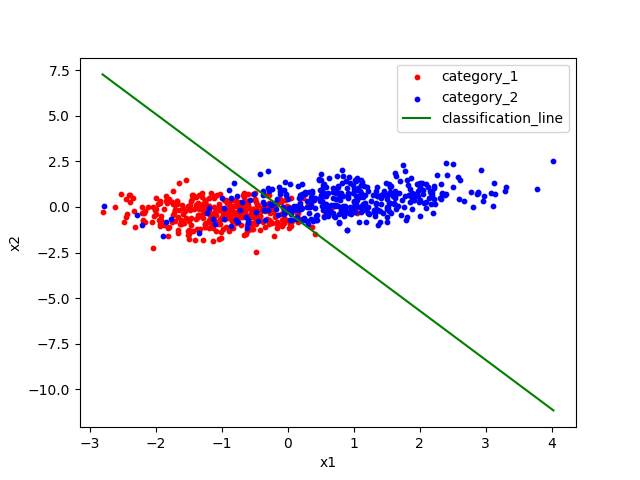 category_1
category_2
classification_line
7.5
5.0
2.5
0.0
−2.5
−5.0
−7.5
−10.0
x2
−3 −2 −1 0 1 2 3 4
x1